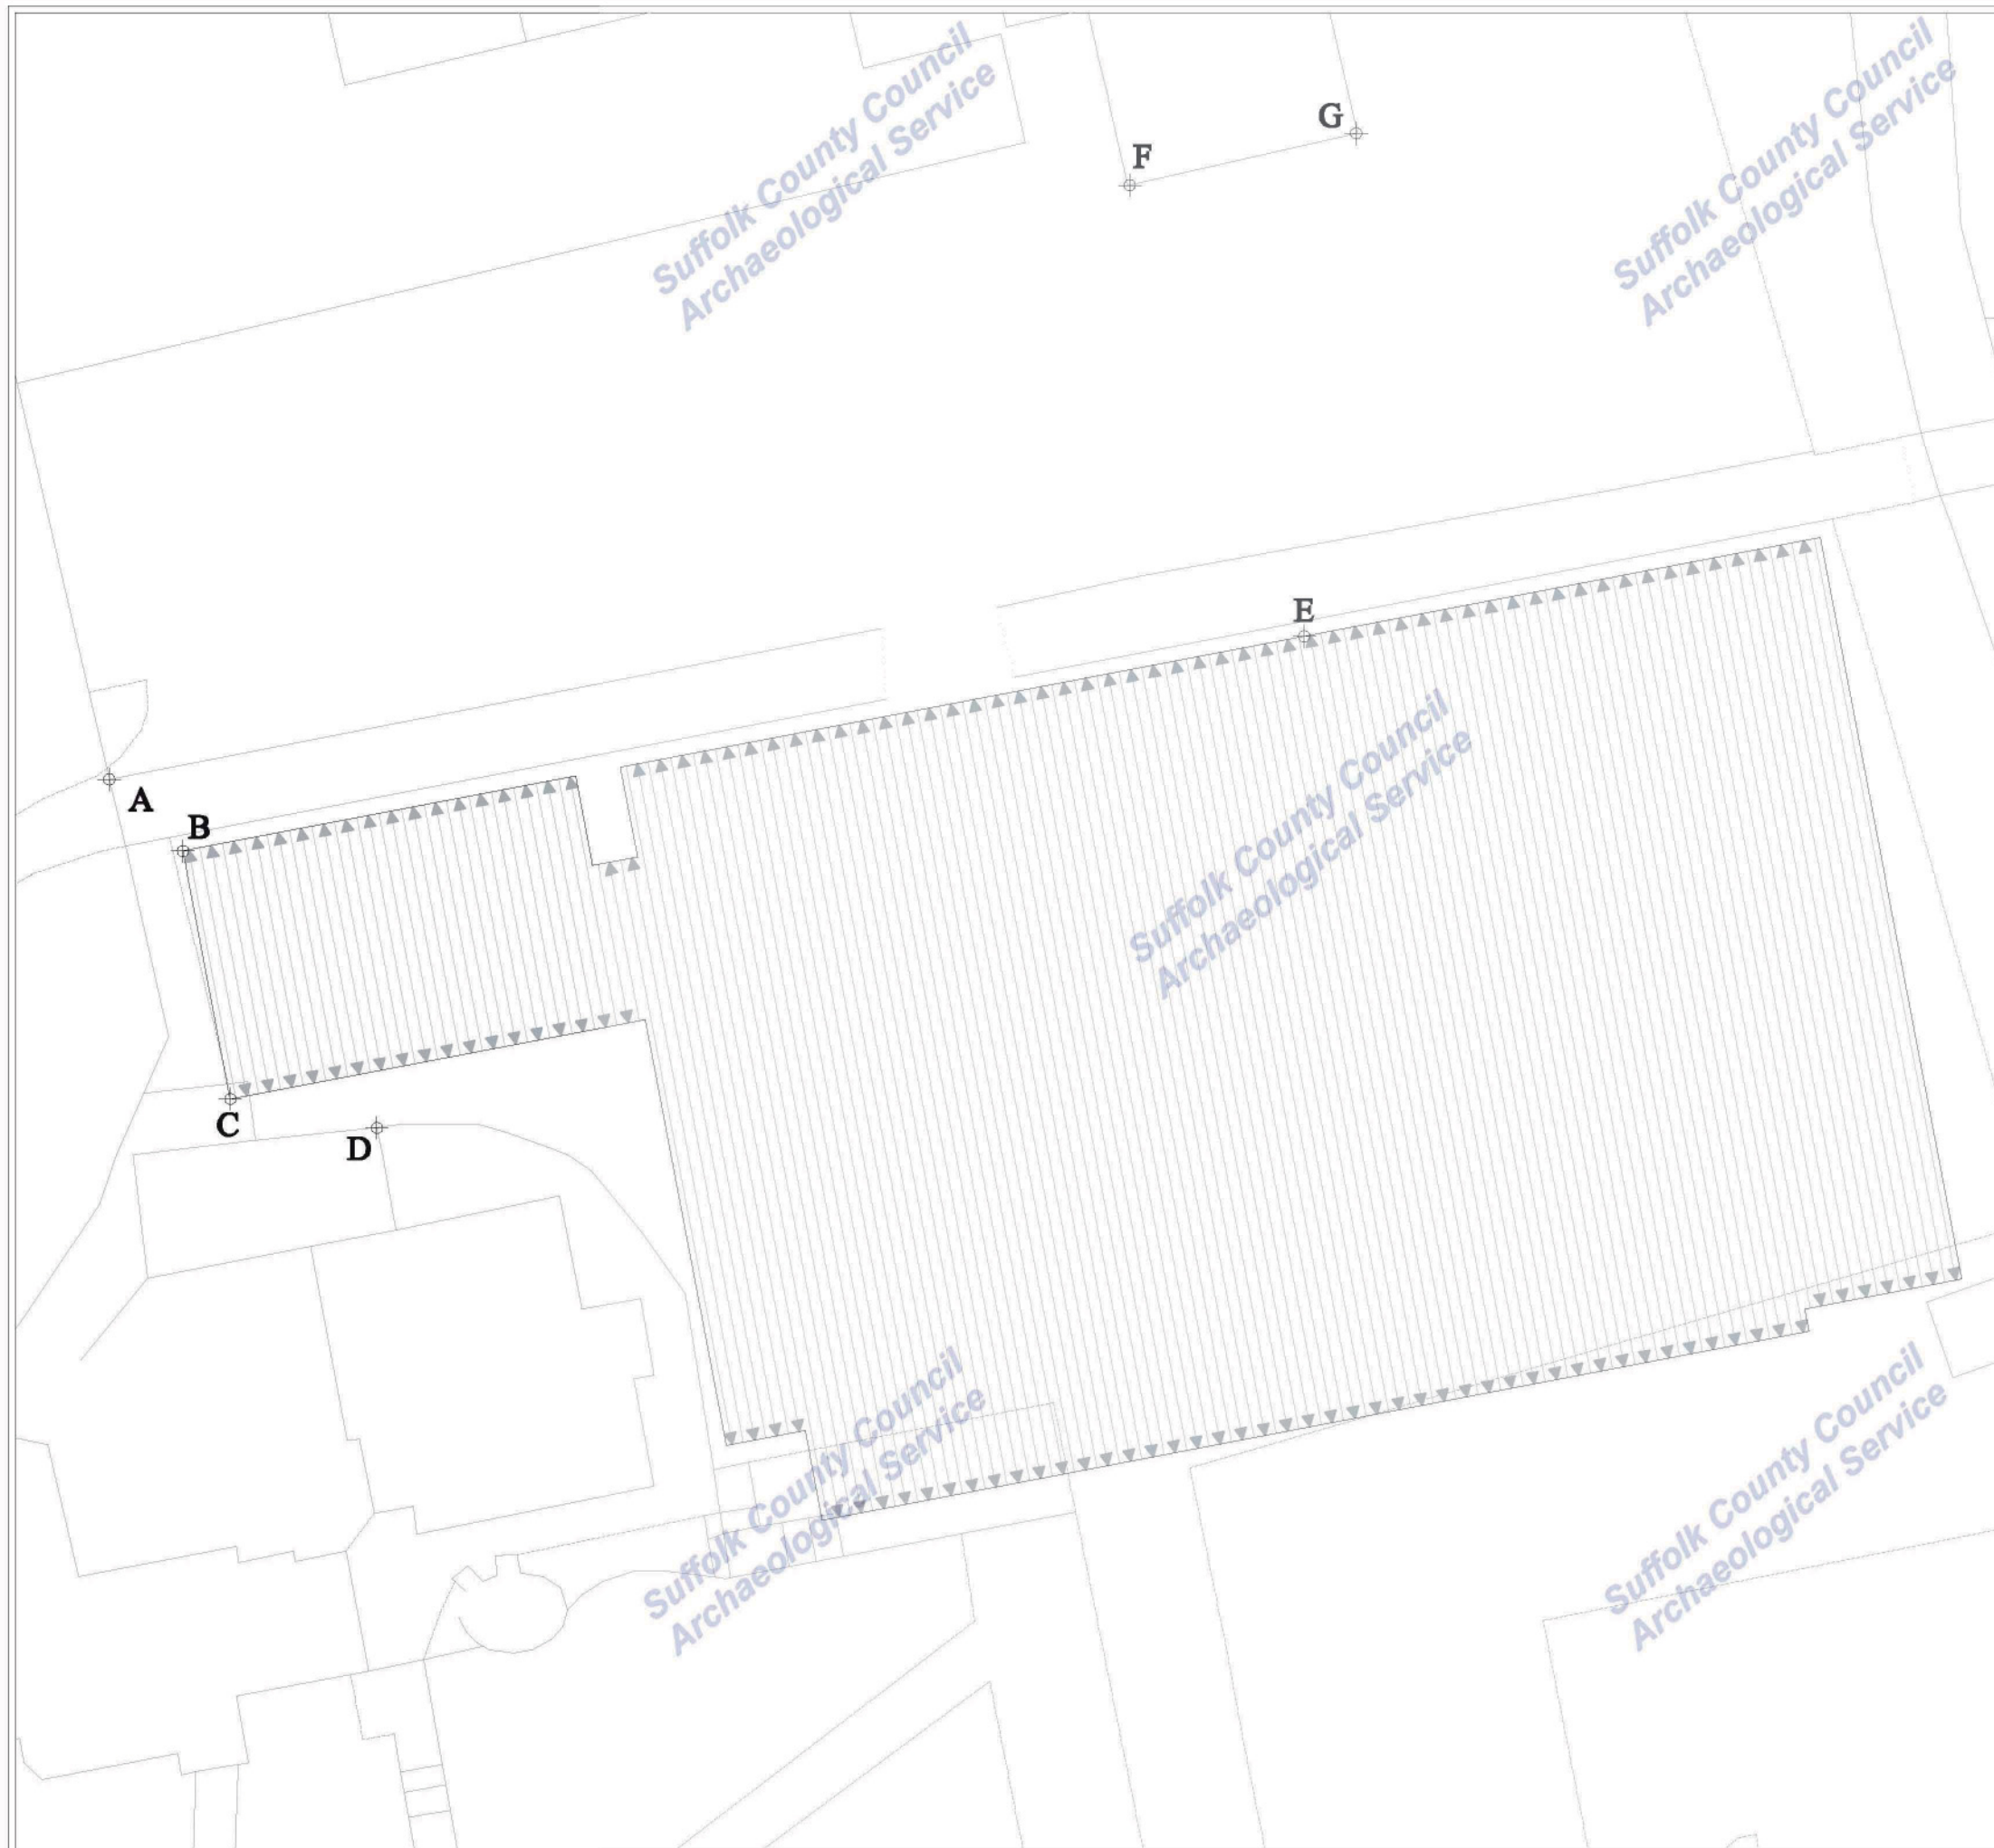 Suffolk County Council
Archaeological Service
Suffolk County Council
Archaeological Service
G
F
E
A
B
Suffolk County Council
Archaeological Service
C
D
Suffolk County Council
Archaeological Service
Suffolk County Council
Archaeological Service